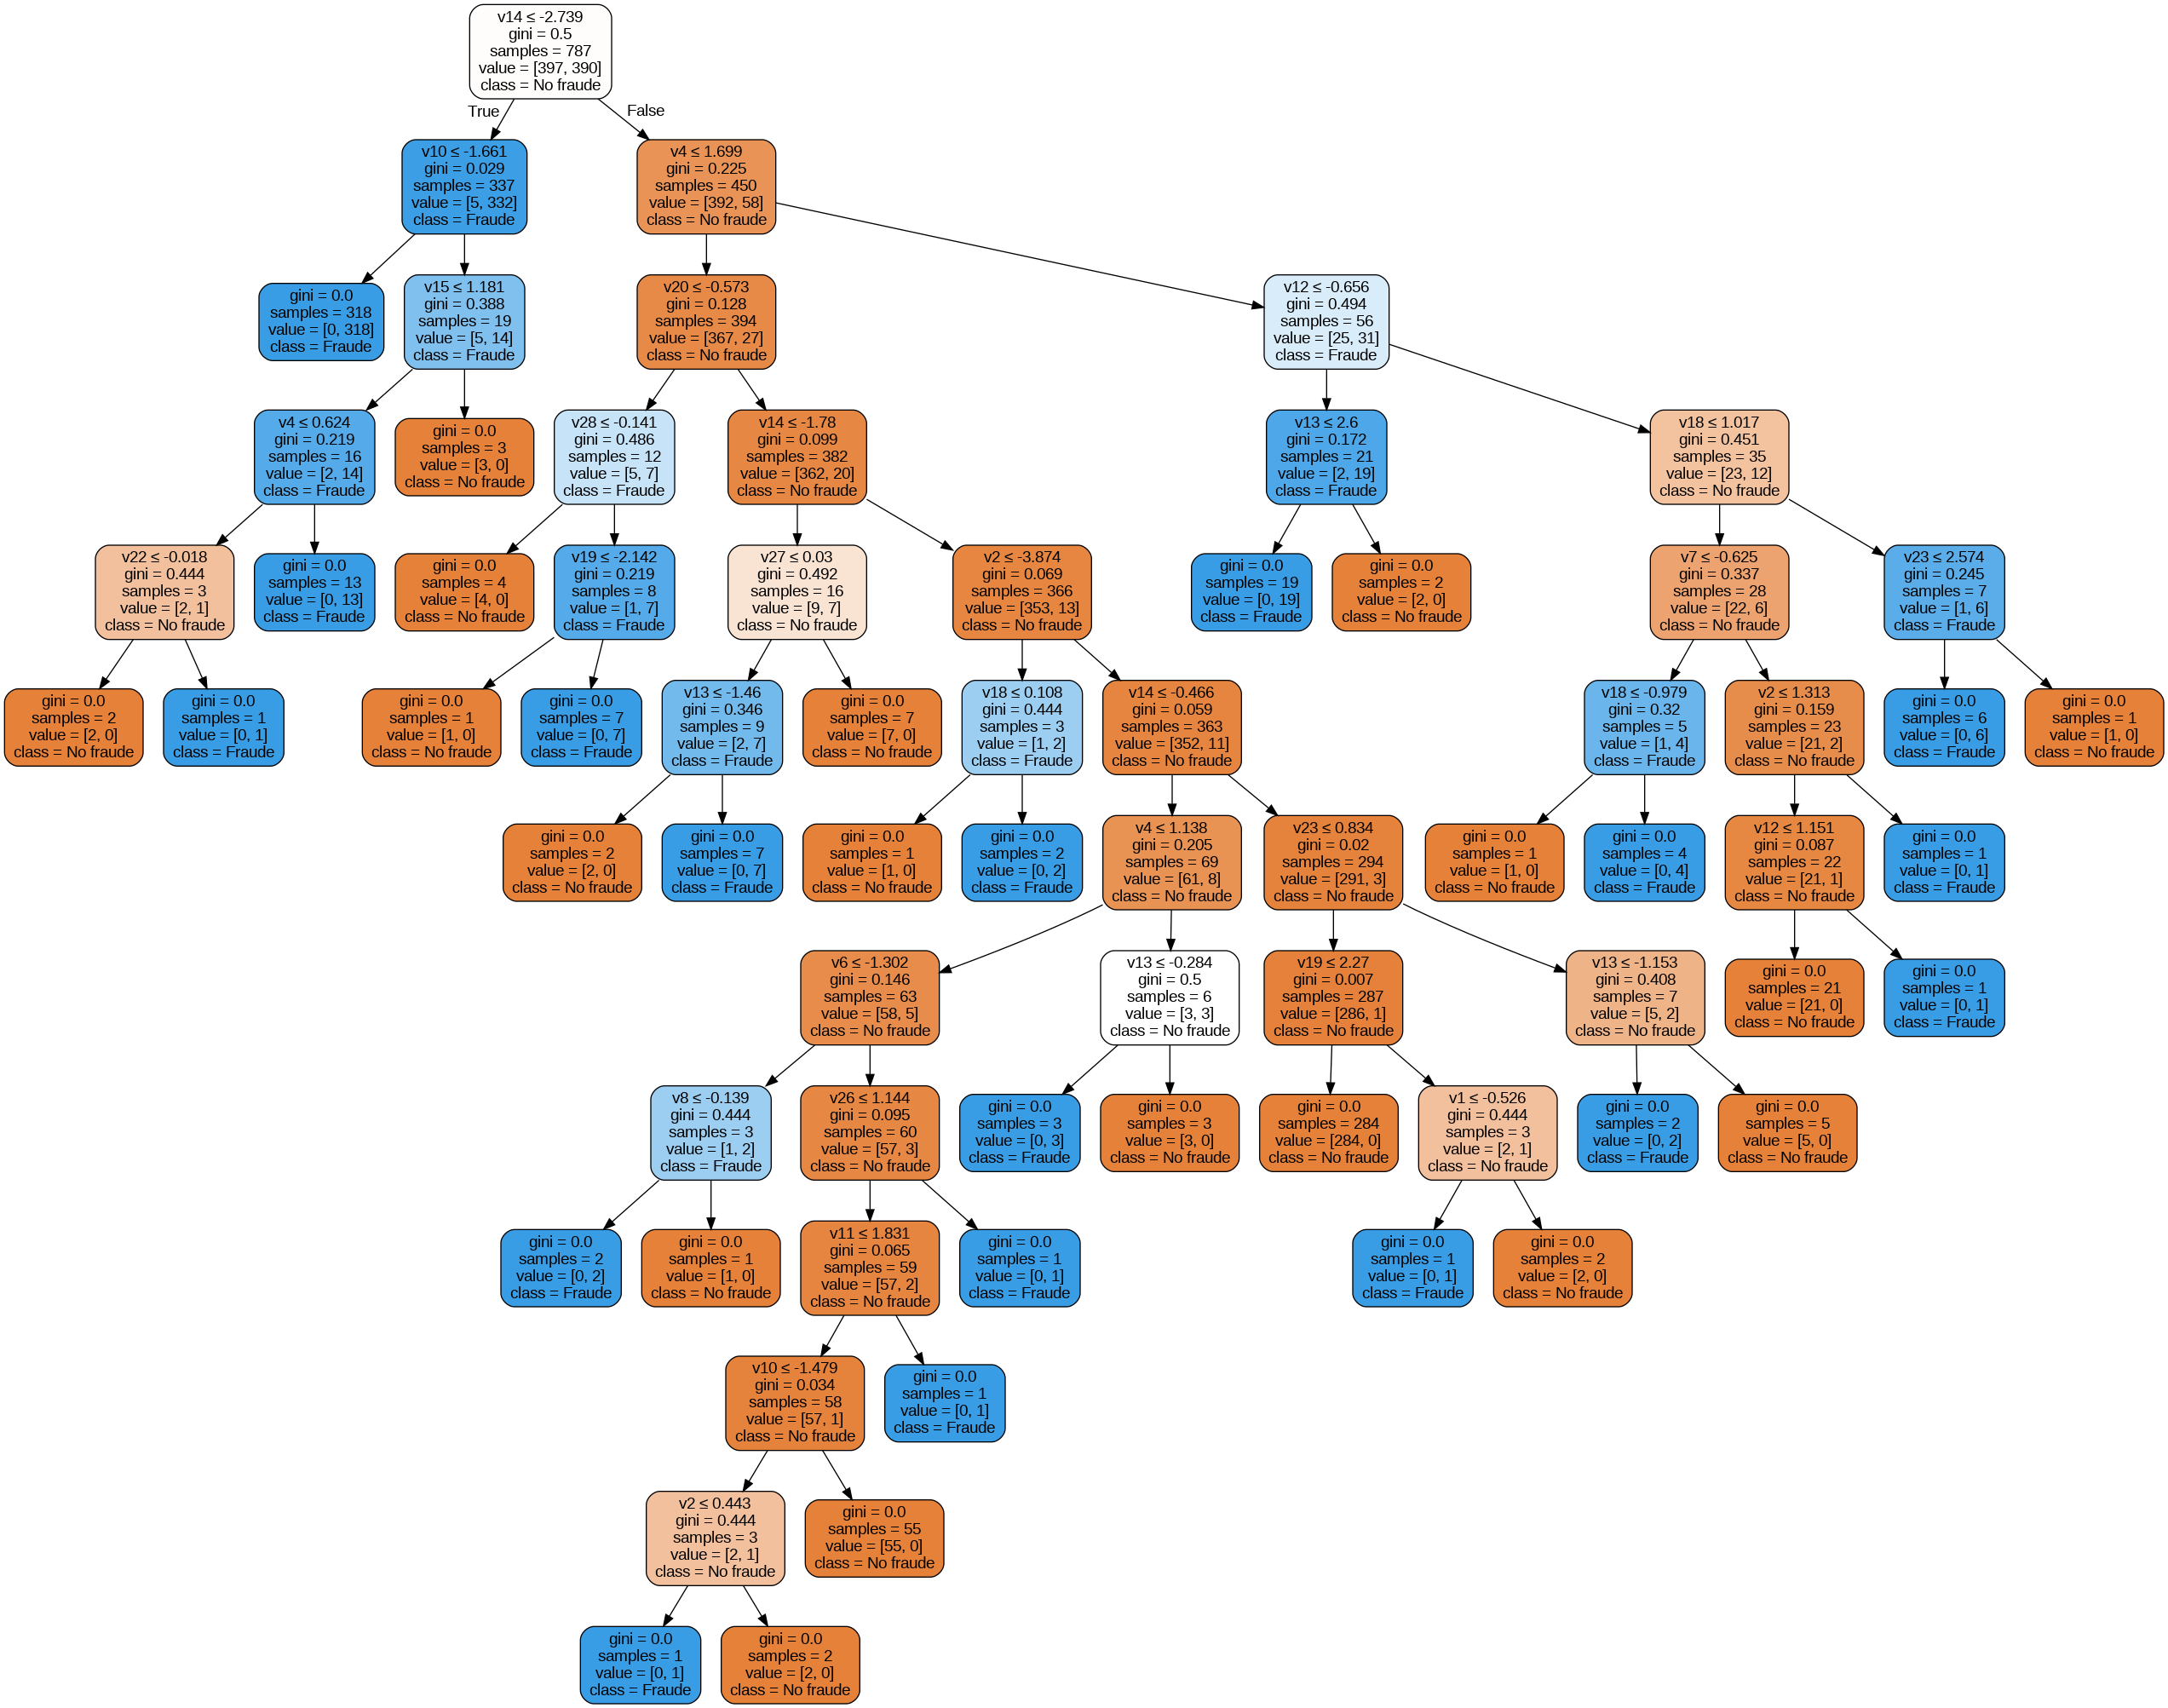 v14 ≤ -2.739
gini = 0.5
samples = 787
value = [397, 390]
class = No fraude
True
False
v10 ≤ -1.661
gini = 0.029
samples = 337
value = [5, 332]
class = Fraude
v4 ≤ 1.699
gini = 0.225
samples = 450
value = [392, 58]
class = No fraude
gini = 0.0
samples = 318
value = [0, 318]
class = Fraude
v15 ≤ 1.181
gini = 0.388
samples = 19
value = [5, 14]
class = Fraude
v20 ≤ -0.573
gini = 0.128
samples = 394
value = [367, 27]
class = No fraude
v12 ≤ -0.656
gini = 0.494
samples = 56
value = [25, 31]
class = Fraude
v4 ≤ 0.624
gini = 0.219
samples = 16
value = [2, 14]
class = Fraude
gini = 0.0
samples = 3
value = [3, 0]
class = No fraude
v28 ≤ -0.141
gini = 0.486
samples = 12
value = [5, 7]
class = Fraude
v14 ≤ -1.78
gini = 0.099
samples = 382
value = [362, 20]
class = No fraude
v13 ≤ 2.6
gini = 0.172
samples = 21
value = [2, 19]
class = Fraude
v18 ≤ 1.017
gini = 0.451
samples = 35
value = [23, 12]
class = No fraude
v22 ≤ -0.018
gini = 0.444
samples = 3
value = [2, 1]
class = No fraude
gini = 0.0
samples = 13
value = [0, 13]
class = Fraude
gini = 0.0
samples = 4
value = [4, 0]
class = No fraude
v19 ≤ -2.142
gini = 0.219
samples = 8
value = [1, 7]
class = Fraude
v27 ≤ 0.03
gini = 0.492
samples = 16
value = [9, 7]
class = No fraude
v2 ≤ -3.874
gini = 0.069
samples = 366
value = [353, 13]
class = No fraude
gini = 0.0
samples = 19
value = [0, 19]
class = Fraude
gini = 0.0
samples = 2
value = [2, 0]
class = No fraude
v7 ≤ -0.625
gini = 0.337
samples = 28
value = [22, 6]
class = No fraude
v23 ≤ 2.574
gini = 0.245
samples = 7
value = [1, 6]
class = Fraude
gini = 0.0
samples = 2
value = [2, 0]
class = No fraude
gini = 0.0
samples = 1
value = [0, 1]
class = Fraude
gini = 0.0
samples = 1
value = [1, 0]
class = No fraude
gini = 0.0
samples = 7
value = [0, 7]
class = Fraude
v13 ≤ -1.46
gini = 0.346
samples = 9
value = [2, 7]
class = Fraude
gini = 0.0
samples = 7
value = [7, 0]
class = No fraude
v18 ≤ 0.108
gini = 0.444
samples = 3
value = [1, 2]
class = Fraude
v14 ≤ -0.466
gini = 0.059
samples = 363
value = [352, 11]
class = No fraude
v18 ≤ -0.979
gini = 0.32
samples = 5
value = [1, 4]
class = Fraude
v2 ≤ 1.313
gini = 0.159
samples = 23
value = [21, 2]
class = No fraude
gini = 0.0
samples = 6
value = [0, 6]
class = Fraude
gini = 0.0
samples = 1
value = [1, 0]
class = No fraude
gini = 0.0
samples = 2
value = [2, 0]
class = No fraude
gini = 0.0
samples = 7
value = [0, 7]
class = Fraude
gini = 0.0
samples = 1
value = [1, 0]
class = No fraude
gini = 0.0
samples = 2
value = [0, 2]
class = Fraude
v4 ≤ 1.138
gini = 0.205
samples = 69
value = [61, 8]
class = No fraude
v23 ≤ 0.834
gini = 0.02
samples = 294
value = [291, 3]
class = No fraude
gini = 0.0
samples = 1
value = [1, 0]
class = No fraude
gini = 0.0
samples = 4
value = [0, 4]
class = Fraude
v12 ≤ 1.151
gini = 0.087
samples = 22
value = [21, 1]
class = No fraude
gini = 0.0
samples = 1
value = [0, 1]
class = Fraude
v6 ≤ -1.302
gini = 0.146
samples = 63
value = [58, 5]
class = No fraude
v13 ≤ -0.284
gini = 0.5
samples = 6
value = [3, 3]
class = No fraude
v19 ≤ 2.27
gini = 0.007
samples = 287
value = [286, 1]
class = No fraude
v13 ≤ -1.153
gini = 0.408
samples = 7
value = [5, 2]
class = No fraude
gini = 0.0
samples = 21
value = [21, 0]
class = No fraude
gini = 0.0
samples = 1
value = [0, 1]
class = Fraude
v8 ≤ -0.139
gini = 0.444
samples = 3
value = [1, 2]
class = Fraude
v26 ≤ 1.144
gini = 0.095
samples = 60
value = [57, 3]
class = No fraude
gini = 0.0
samples = 3
value = [0, 3]
class = Fraude
gini = 0.0
samples = 3
value = [3, 0]
class = No fraude
gini = 0.0
samples = 284
value = [284, 0]
class = No fraude
v1 ≤ -0.526
gini = 0.444
samples = 3
value = [2, 1]
class = No fraude
gini = 0.0
samples = 2
value = [0, 2]
class = Fraude
gini = 0.0
samples = 5
value = [5, 0]
class = No fraude
gini = 0.0
samples = 2
value = [0, 2]
class = Fraude
gini = 0.0
samples = 1
value = [1, 0]
class = No fraude
v11 ≤ 1.831
gini = 0.065
samples = 59
value = [57, 2]
class = No fraude
gini = 0.0
samples = 1
value = [0, 1]
class = Fraude
gini = 0.0
samples = 1
value = [0, 1]
class = Fraude
gini = 0.0
samples = 2
value = [2, 0]
class = No fraude
v10 ≤ -1.479
gini = 0.034
samples = 58
value = [57, 1]
class = No fraude
gini = 0.0
samples = 1
value = [0, 1]
class = Fraude
v2 ≤ 0.443
gini = 0.444
samples = 3
value = [2, 1]
class = No fraude
gini = 0.0
samples = 55
value = [55, 0]
class = No fraude
gini = 0.0
samples = 1
value = [0, 1]
class = Fraude
gini = 0.0
samples = 2
value = [2, 0]
class = No fraude